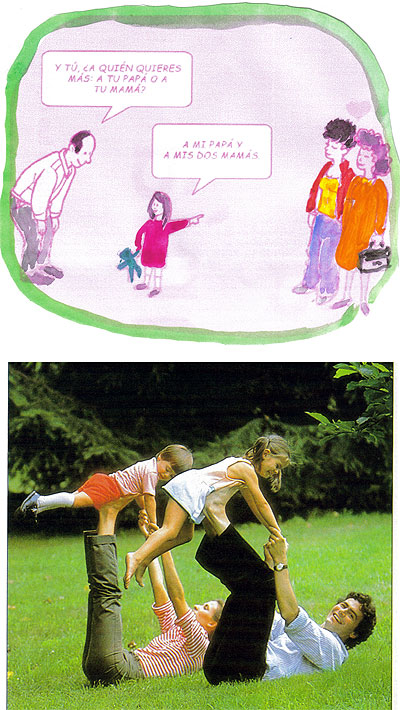 Y TÚ, ¿A QUIÉN QUIERES
MÁS: A TU PAPÁ O A
TU MAMÁ?
A MI PAPÁ Y
A MIS DOS MAMÁS